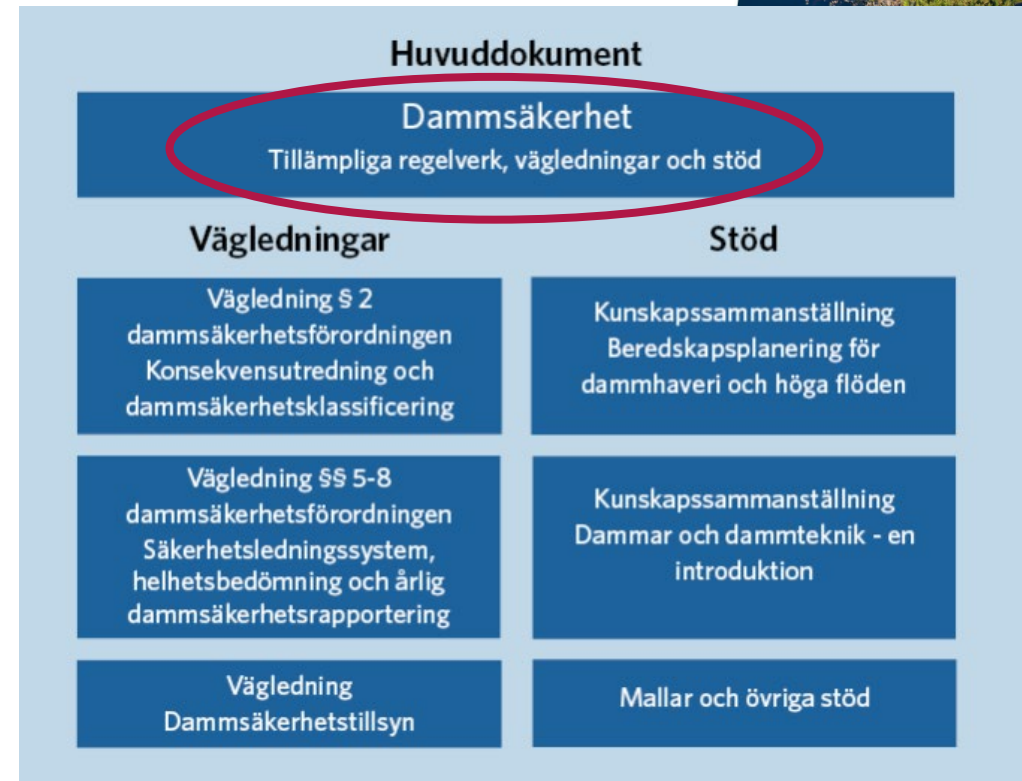 Huvuddokument
Dammsäkerhet
Tillämpliga regelverk, vägledningar och stöd
Vägledningar
Vägledning § 2
dammsäkerhetsförordningen
Konsekvensutredning och
dammsäkerhetsklassificering
Vägledning §§ 5-8
dammsäkerhetsförordningen
Säkerhetsledningssystem,
helhetsbedömning och årlig
dammsäkerhetsrapportering
Vägledning
Dammsäkerhetstillsyn
Stöd
Kunskapssammanställning
Beredskapsplanering för
dammhaveri och höga flöden
Kunskapssammanställning
Dammar och dammteknik - en
introduktion
Mallar och övriga stöd